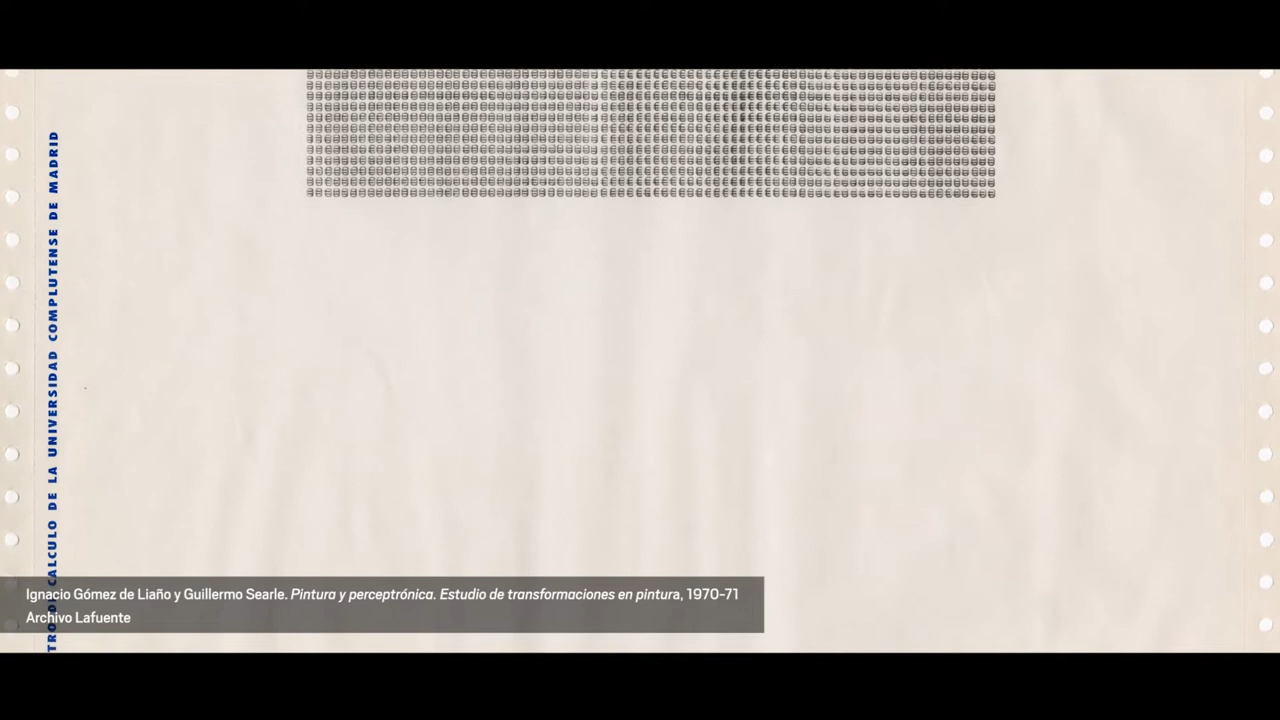 TRO DE CALCULO DE LA UNIVERSIDAD COMPLUTENSE DE MADRID
Ignacio Gómez de Liaño y Guillermo Searle. Pintura y perceptrónica. Estudio de transformaciones en pintura, 1970-71
Archivo Lafuente